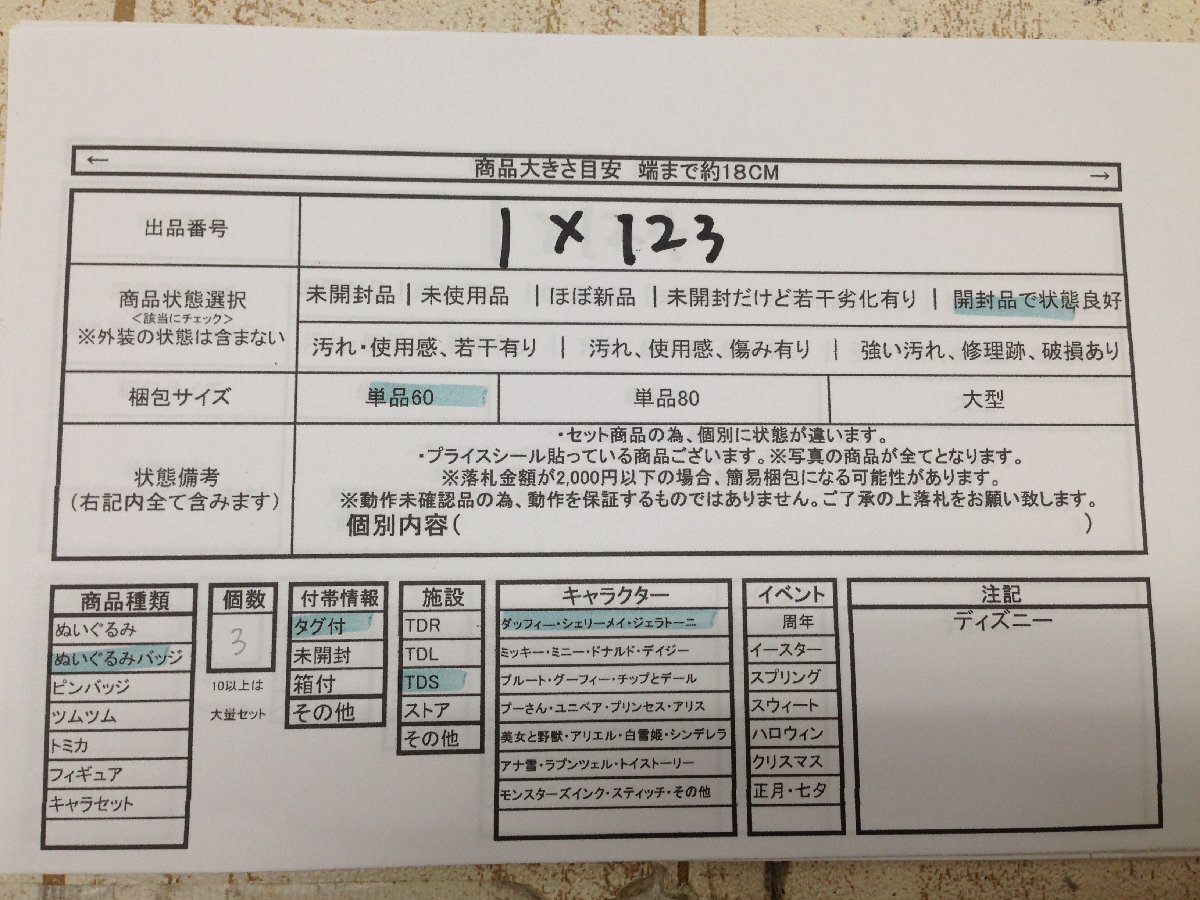 ← 商品大きさ目安 端まで約18CM →
出品番号 1×123
商品状態選択
<該当にチェック>
※外装の状態は含まない
未開封品 | 未使用品 | ほぼ新品 | 未開封だけど若干劣化有り | 開封品で状態良好
汚れ・使用感、若干有り | 汚れ、使用感、傷み有り | 強い汚れ、修理跡、破損あり
梱包サイズ 単品60 単品80 大型
状態備考
(右記内全て含みます)
・セット商品の為、個別に状態が違います。
・プライスシール貼っている商品ございます。※写真の商品が全てとなります。
※落札金額が2,000円以下の場合、簡易梱包になる可能性があります。
※動作未確認品の為、動作を保証するものではありません。ご了承の上落札をお願い致します。
個別内容( )
商品種類
ぬいぐるみ
ぬいぐるみバッジ
ピンバッジ
ツムツム
トミカ
フィギュア
キャラセット
個数
3
10以上は
大量セット
付帯情報
タグ付
未開封
箱付
その他
施設
TDR
TDL
TDS
ストア
その他
キャラクター
ダッフィー・シェリーメイ・ジェラトーニ
ミッキー・ミニー・ドナルド・デイジー
プルート・グーフィー・チップとデール
プーさん・ユニベア・プリンセス・アリス
美女と野獣・アリエル・白雪姫・シンデレラ
アナ雪・ラプンツェル・トイストーリー
モンスターズインク・スティッチ・その他
イベント
周年
イースター
スプリング
スウィート
ハロウィン
クリスマス
正月・七夕
注記
ディズニー